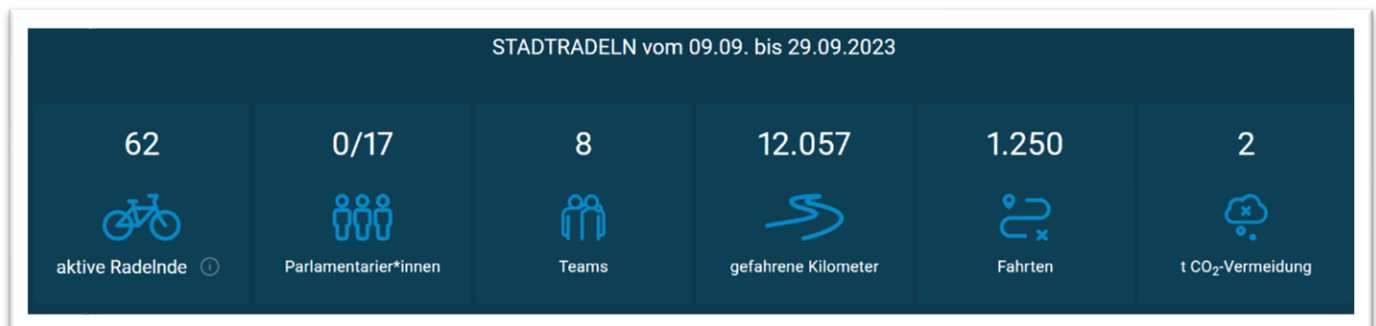 STADTRADELN vom 09.09. bis 29.09.2023
62
0/17
8
12.057
1.250
2
aktive Radelnde
Parlamentarier*innen
Teams
gefahrene Kilometer
Fahrten
t CO₂-Vermeidung